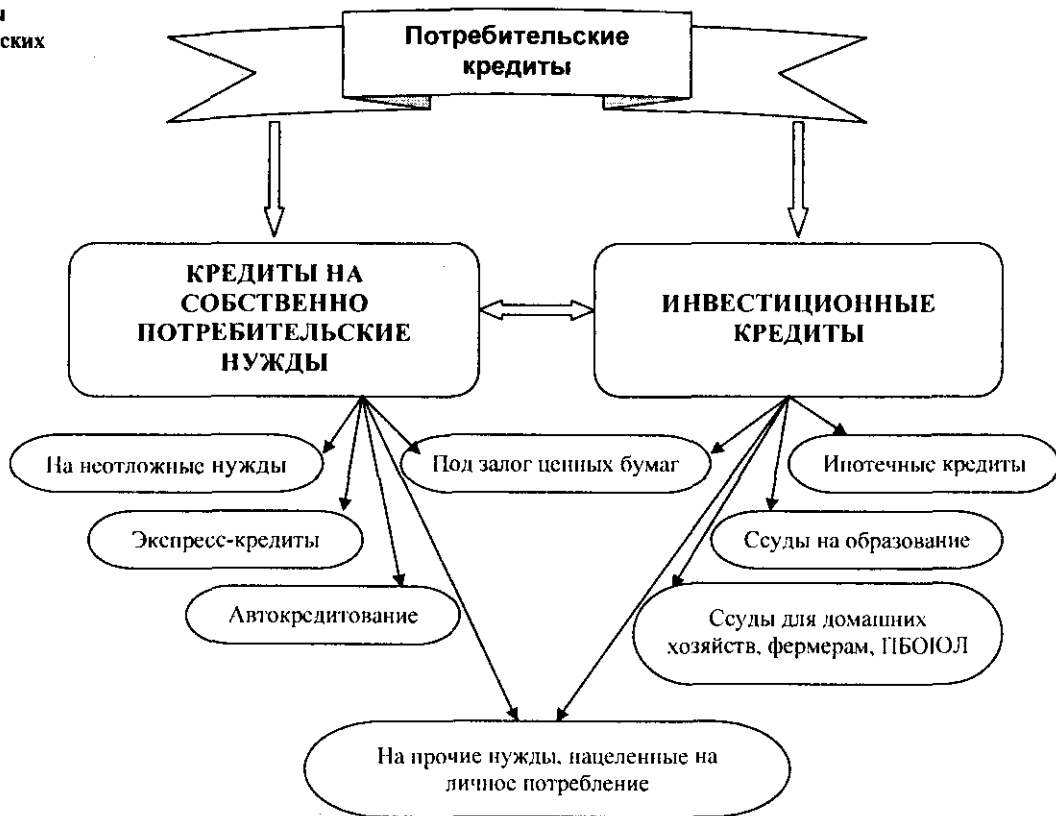 ских
Потребительские
кредиты
КРЕДИТЫ НА
СОБСТВЕННО
ПОТРЕБИТЕЛЬСКИЕ
НУЖДЫ
ИНВЕСТИЦИОННЫЕ
КРЕДИТЫ
На неотложные нужды
Под залог ценных бумаг
Ипотечные кредиты
Экспресс-кредиты
Ссуды на образование
Автокредитование
Ссуды для домашних
хозяйств, фермерам, ПБОЮЛ
На прочие нужды, нацеленные на
личное потребление